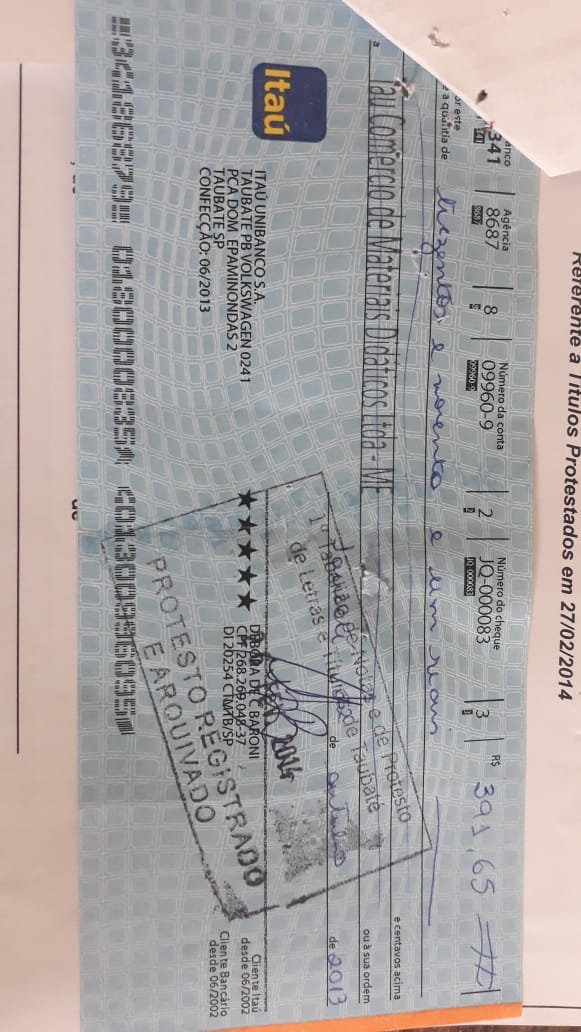 Referente a Títulos Protestados em 27/02/2014
anco Agência Número da conta Número do cheque R$
341 8687 8 09960-9 2 JQ-000083 3 391,65
341 8687 8 09960-9 2 JQ-000083 3
or este
e a quantia de trezentos e noventa e um reais
e centavos acima
a Tau Comercio de Materiais Didáticos Ltda - ME
ou à sua ordem
de outubro de 2013
1º Tabelião de Notas e de Protesto
de Letras e Títulos de Taubaté
FEV 2014
PROTESTO REGISTRADO
E ARQUIVADO
Itaú
ITAÚ UNIBANCO S.A.
TAUBATE PB VOLKSWAGEN 0241
PCA DOM EPAMINONDAS 2
TAUBATE SP
CONFECÇÃO: 06/2013
★★★★★ DEBORA DE C BARONI
CPF 268.269.048-37
DI 20254 CTMTB/SP
Cliente Itaú
desde 06/2002
Cliente Bancário
desde 06/2002
34186879 0180000835 401300996095
de